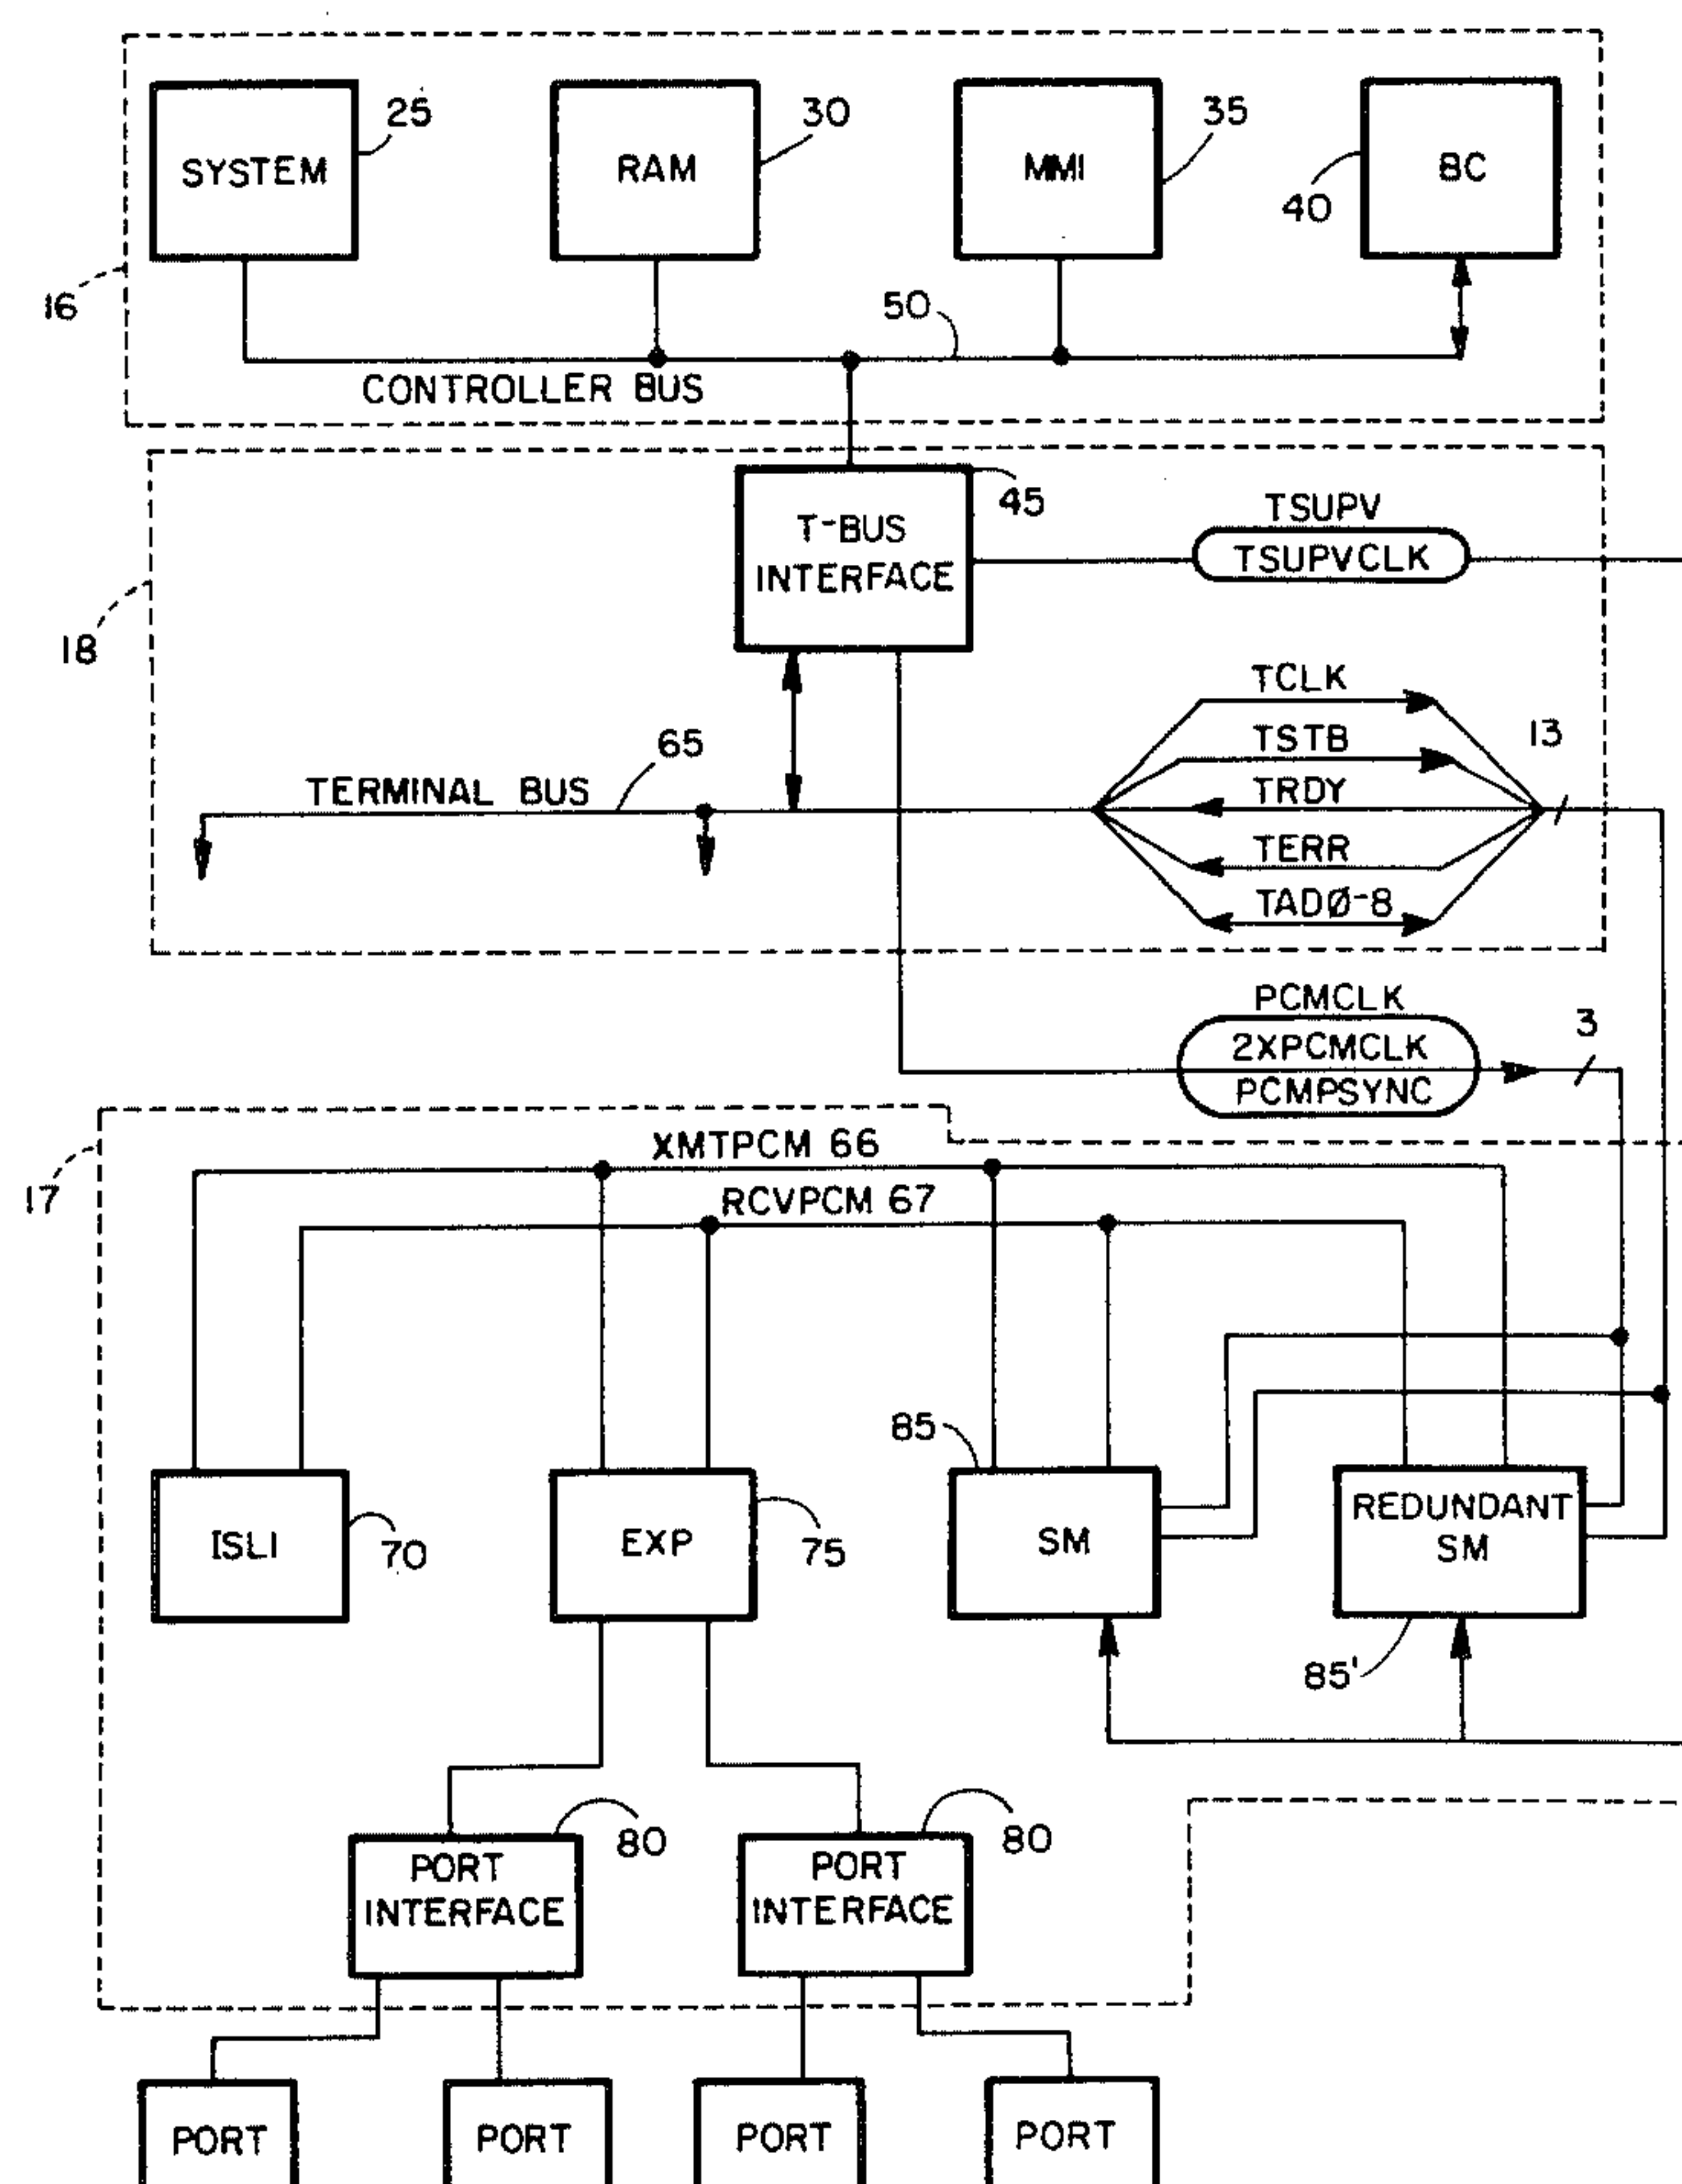 25
30
35
40
SYSTEM
RAM
MMI
BC
16
50
CONTROLLER BUS
45
T-BUS
INTERFACE
TSUPV
TSUPVCLK
18
TCLK
TSTB
TRDY
TERR
TADØ-8
13
65
TERMINAL BUS
PCMCLK
2XPCMCLK
PCMPSYNC
3
17
XMTPCM 66
RCVPCM 67
85
ISLI
70
EXP
75
SM
REDUNDANT
SM
85'
80
80
PORT
INTERFACE
PORT
INTERFACE
PORT
PORT
PORT
PORT